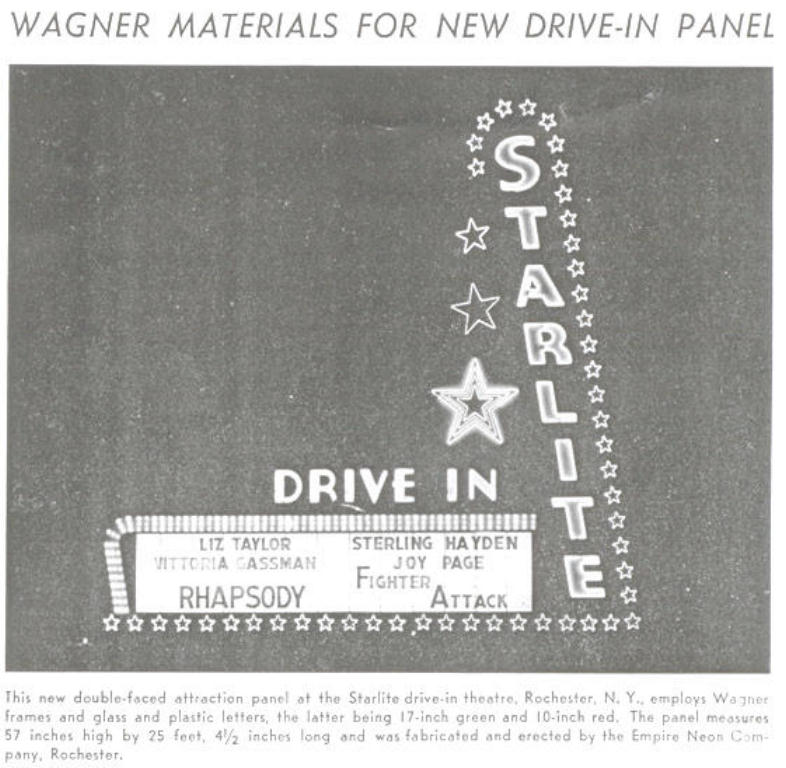 WAGNER MATERIALS FOR NEW DRIVE-IN PANEL
STARLITE
DRIVE IN
LIZ TAYLOR STERLING HAYDEN
VITTORIA GASSMAN JOY PAGE
FIGHTER
RHAPSODY ATTACK
This new double-faced attraction panel at the Starlite drive-in theatre, Rochester, N. Y., employs Wagner
frames and glass and plastic letters, the latter being 17-inch green and 10-inch red. The panel measures
57 inches high by 25 feet, 4½ inches long and was fabricated and erected by the Empire Neon Com-
pany, Rochester.